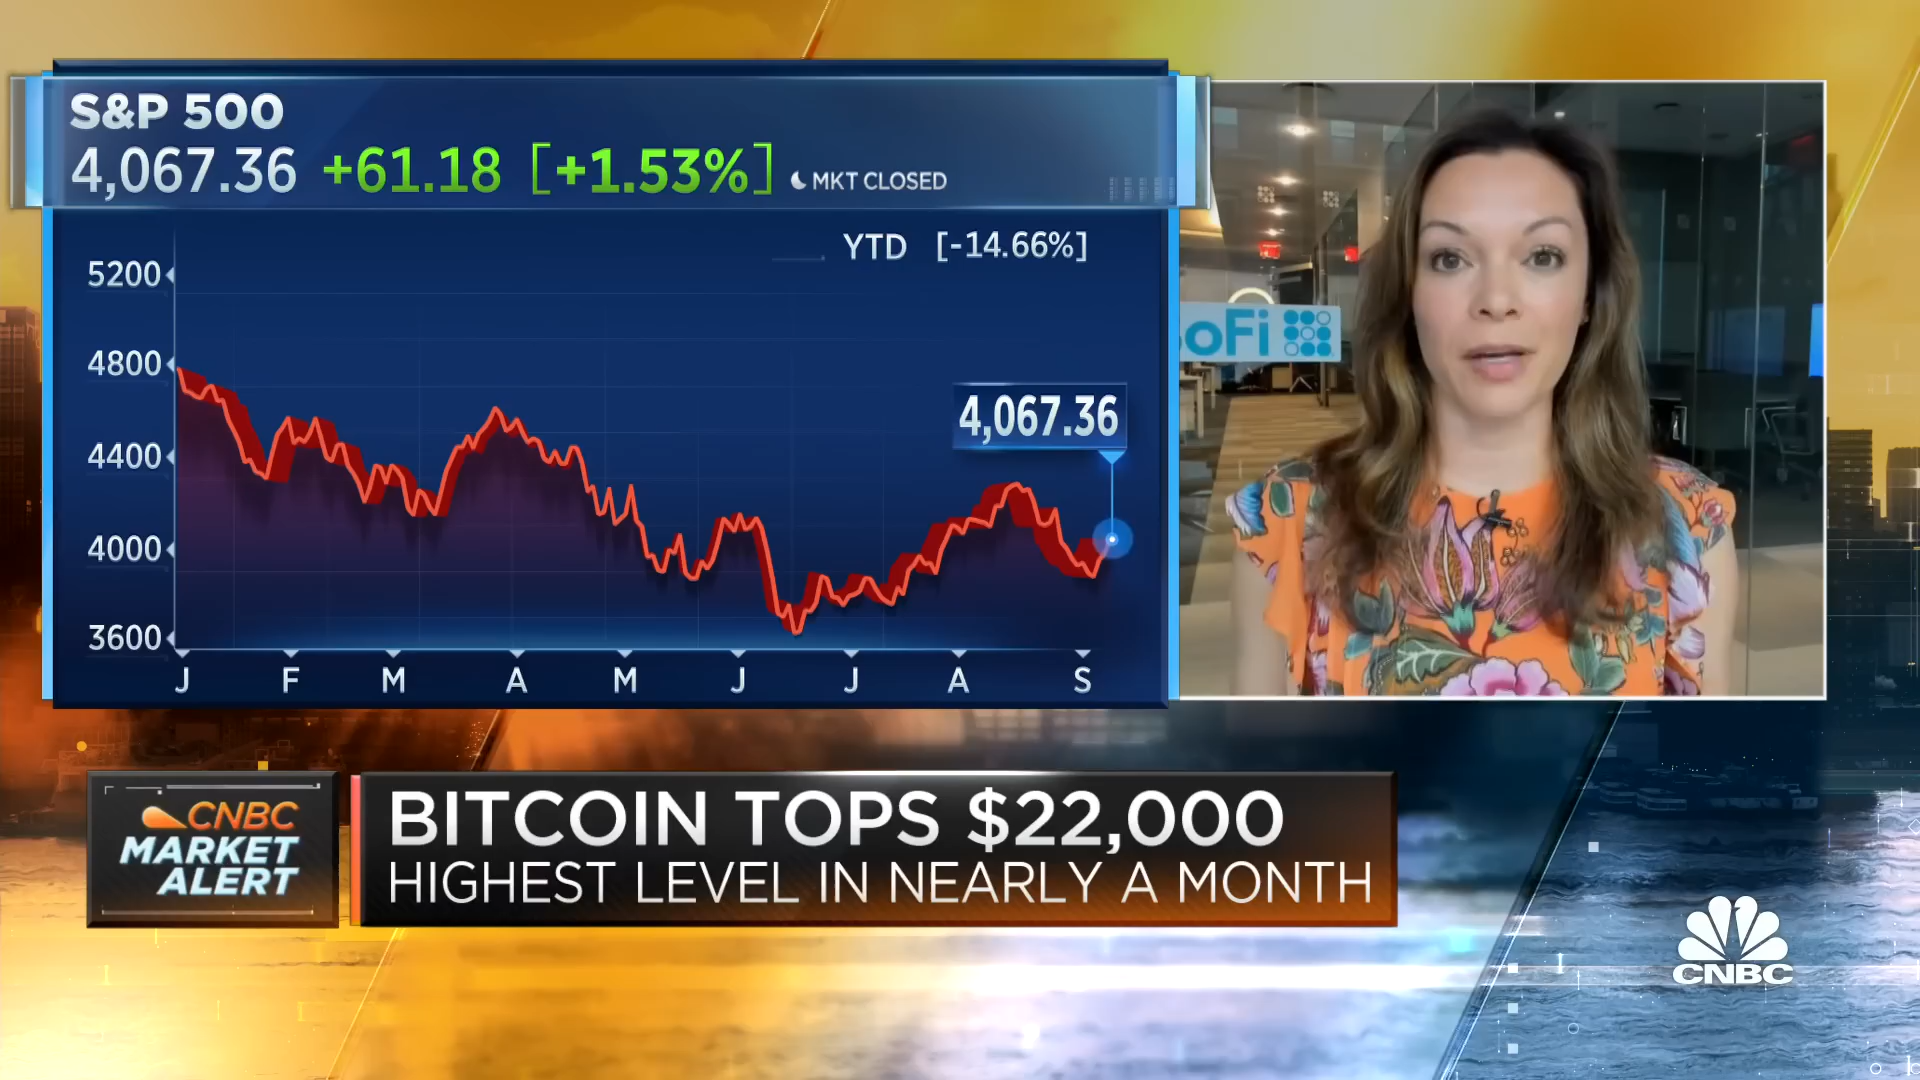 S&P 500
4,067.36 +61.18 [+1.53%] MKT CLOSED
YTD [-14.66%]
5200
4800
4400
4000
3600
4,067.36
J F M A M J J A S
oFi
CNBC
MARKET
ALERT
BITCOIN TOPS $22,000
HIGHEST LEVEL IN NEARLY A MONTH
CNBC